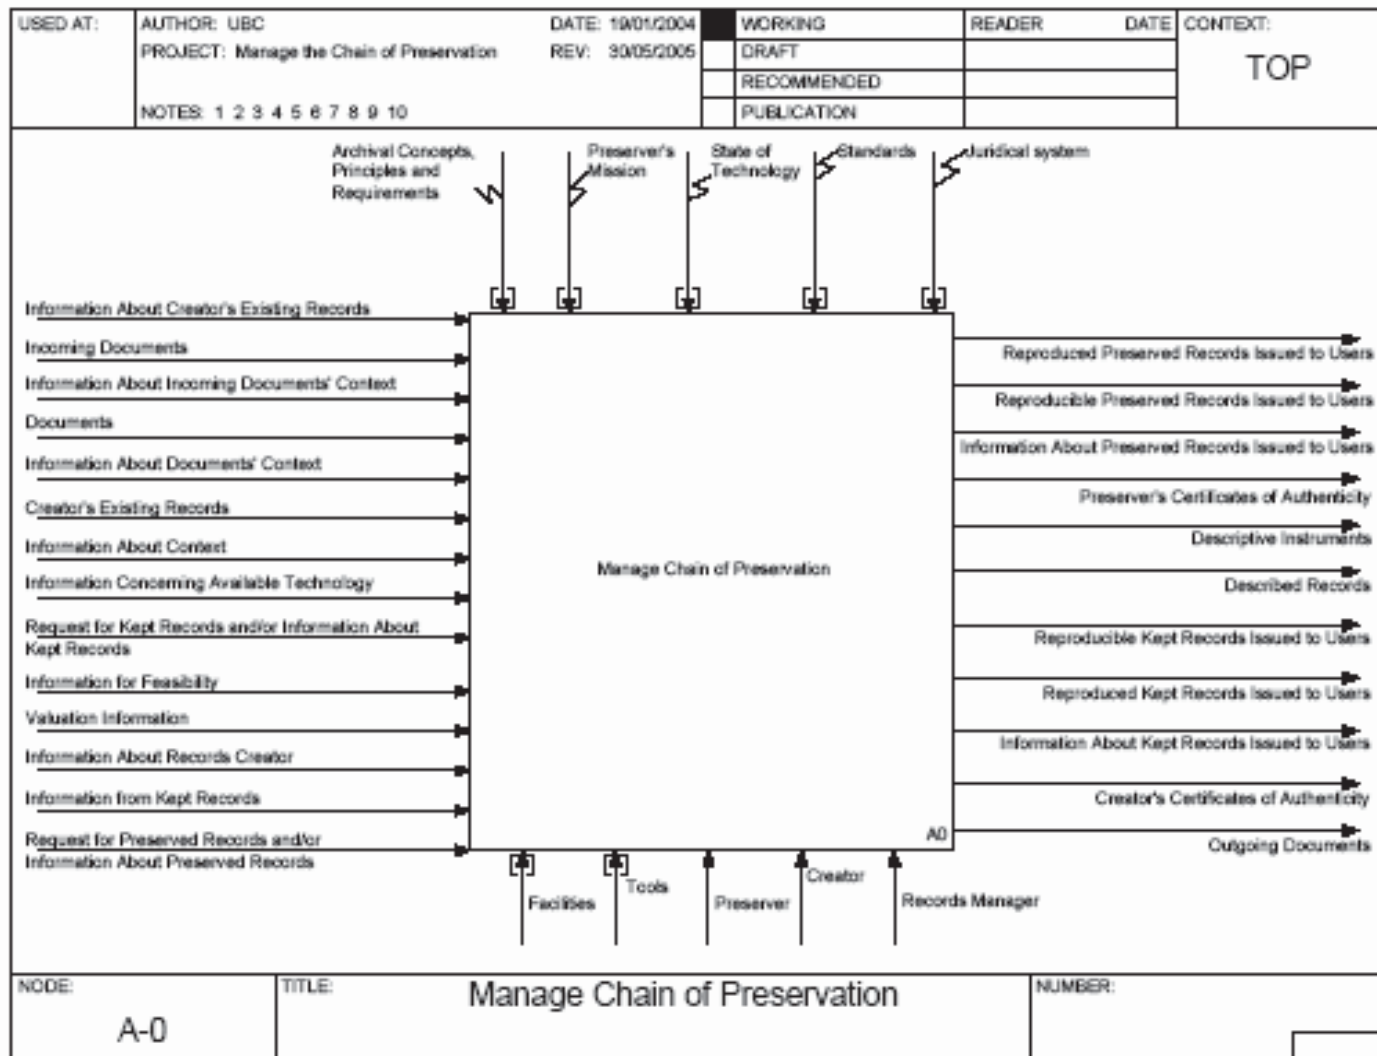 USED AT:
AUTHOR: UBC
DATE: 19/01/2004
PROJECT: Manage the Chain of Preservation
REV: 30/05/2005
NOTES: 1 2 3 4 5 6 7 8 9 10
WORKING
DRAFT
RECOMMENDED
PUBLICATION
READER DATE
CONTEXT:
TOP
Archival Concepts,
Principles and
Requirements
Preserver's
Mission
State of
Technology
Standards
Juridical system
Information About Creator's Existing Records
Incoming Documents
Information About Incoming Documents' Context
Documents
Information About Documents' Context
Creator's Existing Records
Information About Context
Information Concerning Available Technology
Request for Kept Records and/or Information About
Kept Records
Information for Feasibility
Valuation Information
Information About Records Creator
Information from Kept Records
Request for Preserved Records and/or
Information About Preserved Records
Manage Chain of Preservation
A0
Reproduced Preserved Records Issued to Users
Reproducible Preserved Records Issued to Users
Information About Preserved Records Issued to Users
Preserver's Certificates of Authenticity
Descriptive Instruments
Described Records
Reproducible Kept Records Issued to Users
Reproduced Kept Records Issued to Users
Information About Kept Records Issued to Users
Creator's Certificates of Authenticity
Outgoing Documents
Facilities
Tools
Preserver
Creator
Records Manager
NODE:
A-0
TITLE:
Manage Chain of Preservation
NUMBER: